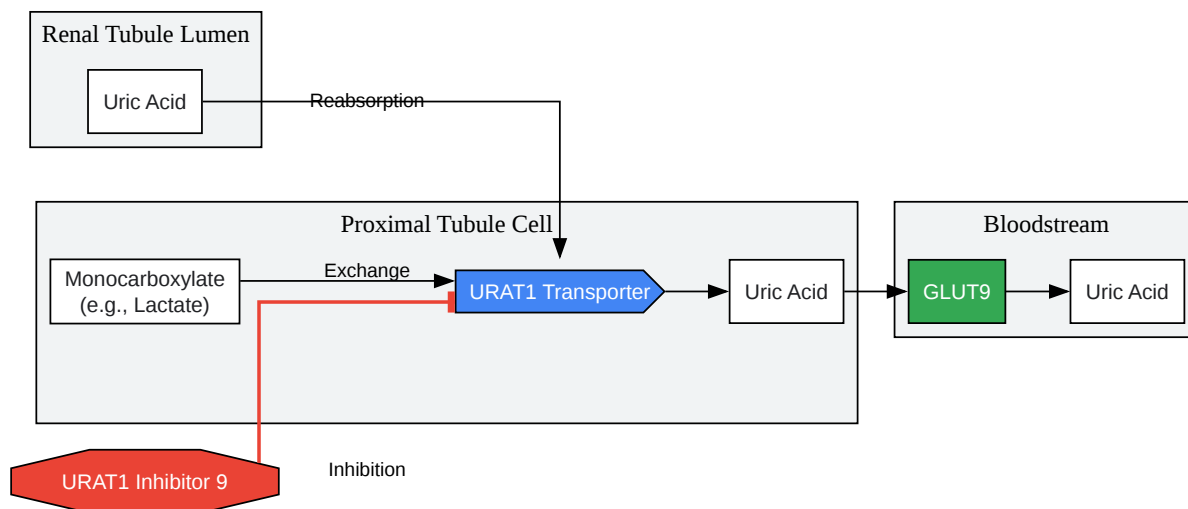 Renal Tubule Lumen
Uric Acid
Reabsorption
Proximal Tubule Cell
Bloodstream
Monocarboxylate
(e.g., Lactate)
Exchange
URAT1 Transporter
Uric Acid
GLUT9
Uric Acid
URAT1 Inhibitor 9
Inhibition